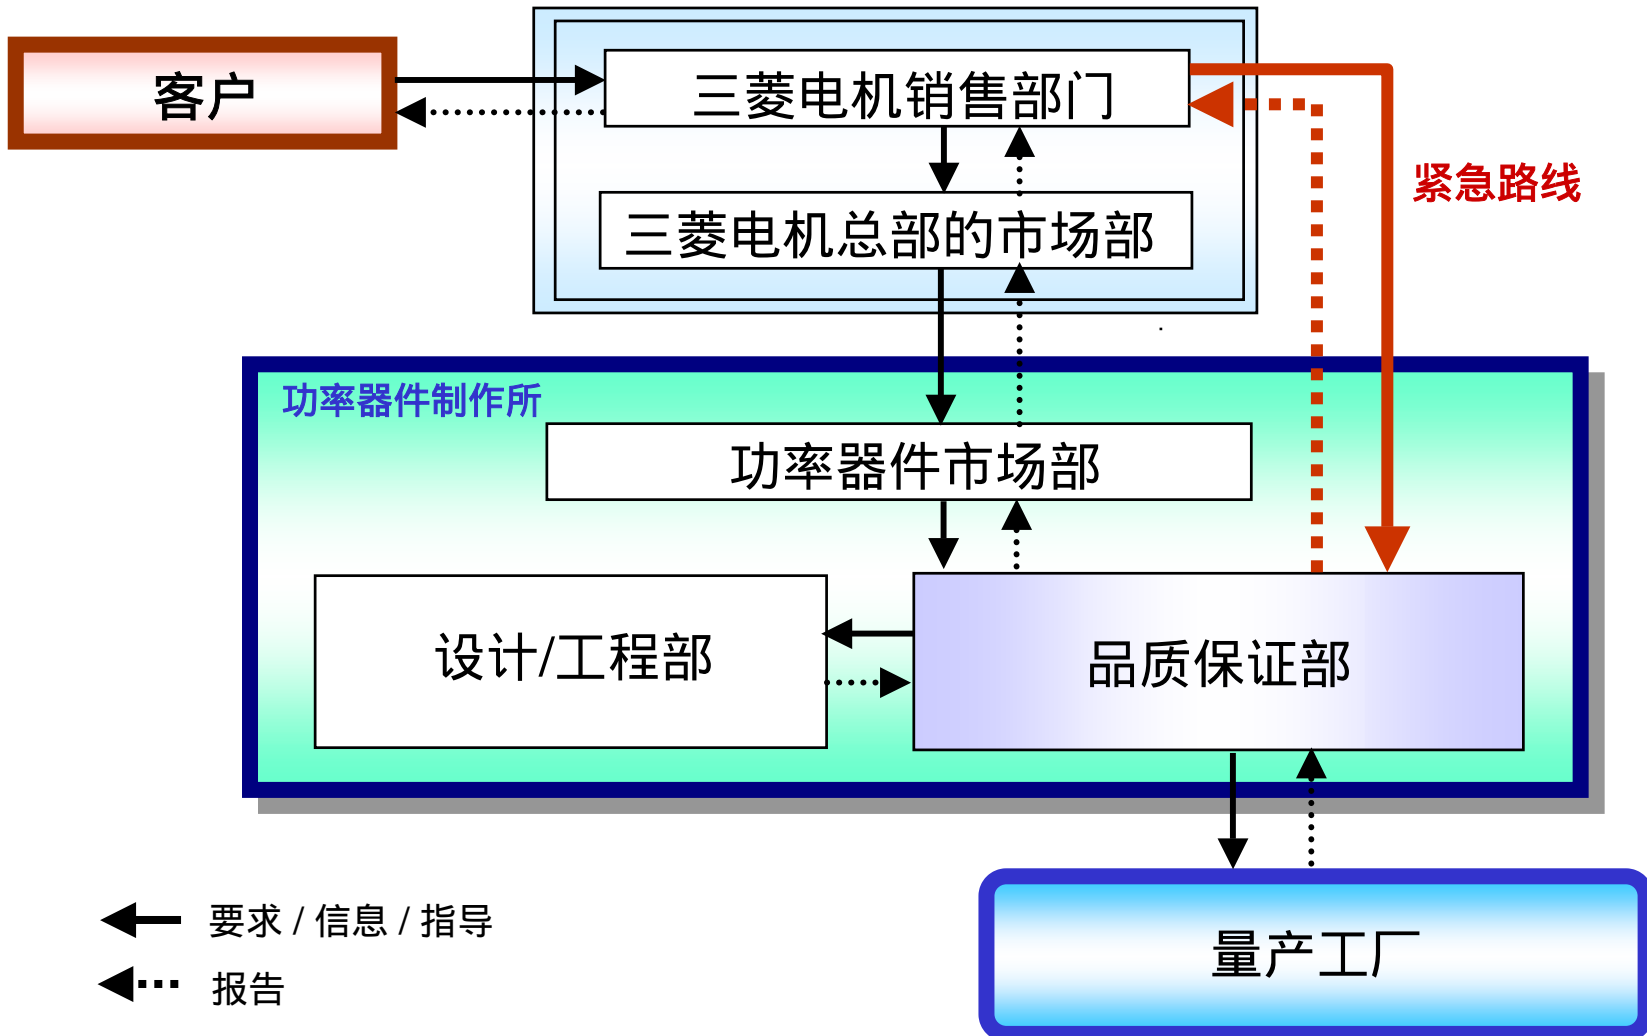 客户
三菱电机销售部门
紧急路线
三菱电机总部的市场部
功率器件制作所
功率器件市场部
设计/工程部
品质保证部
要求 / 信息 / 指导
报告
量产工厂